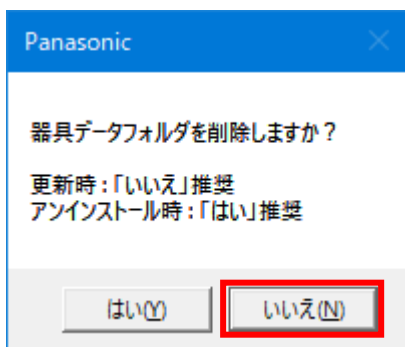 Panasonic
器具データフォルダを削除しますか？
更新時：「いいえ」推奨
アンインストール時：「はい」推奨
はい(Y)
いいえ(N)